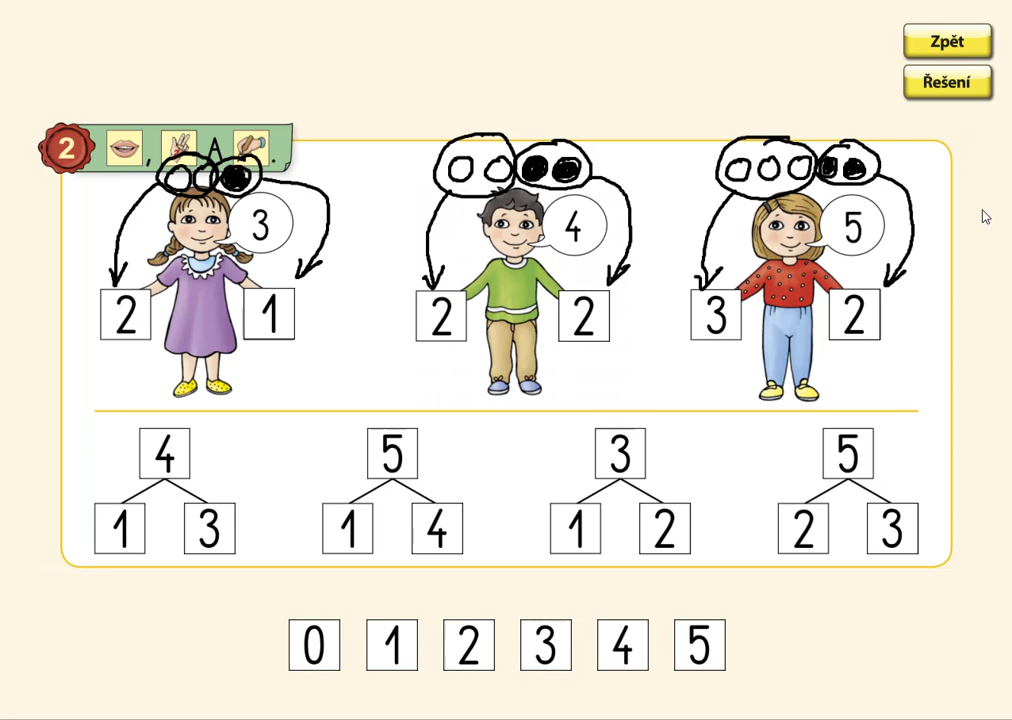 Zpět
Řešení
2 , A .
3 4 5
2 1 2 2 3 2
4 5 3 5
1 3 1 4 1 2 2 3
0 1 2 3 4 5